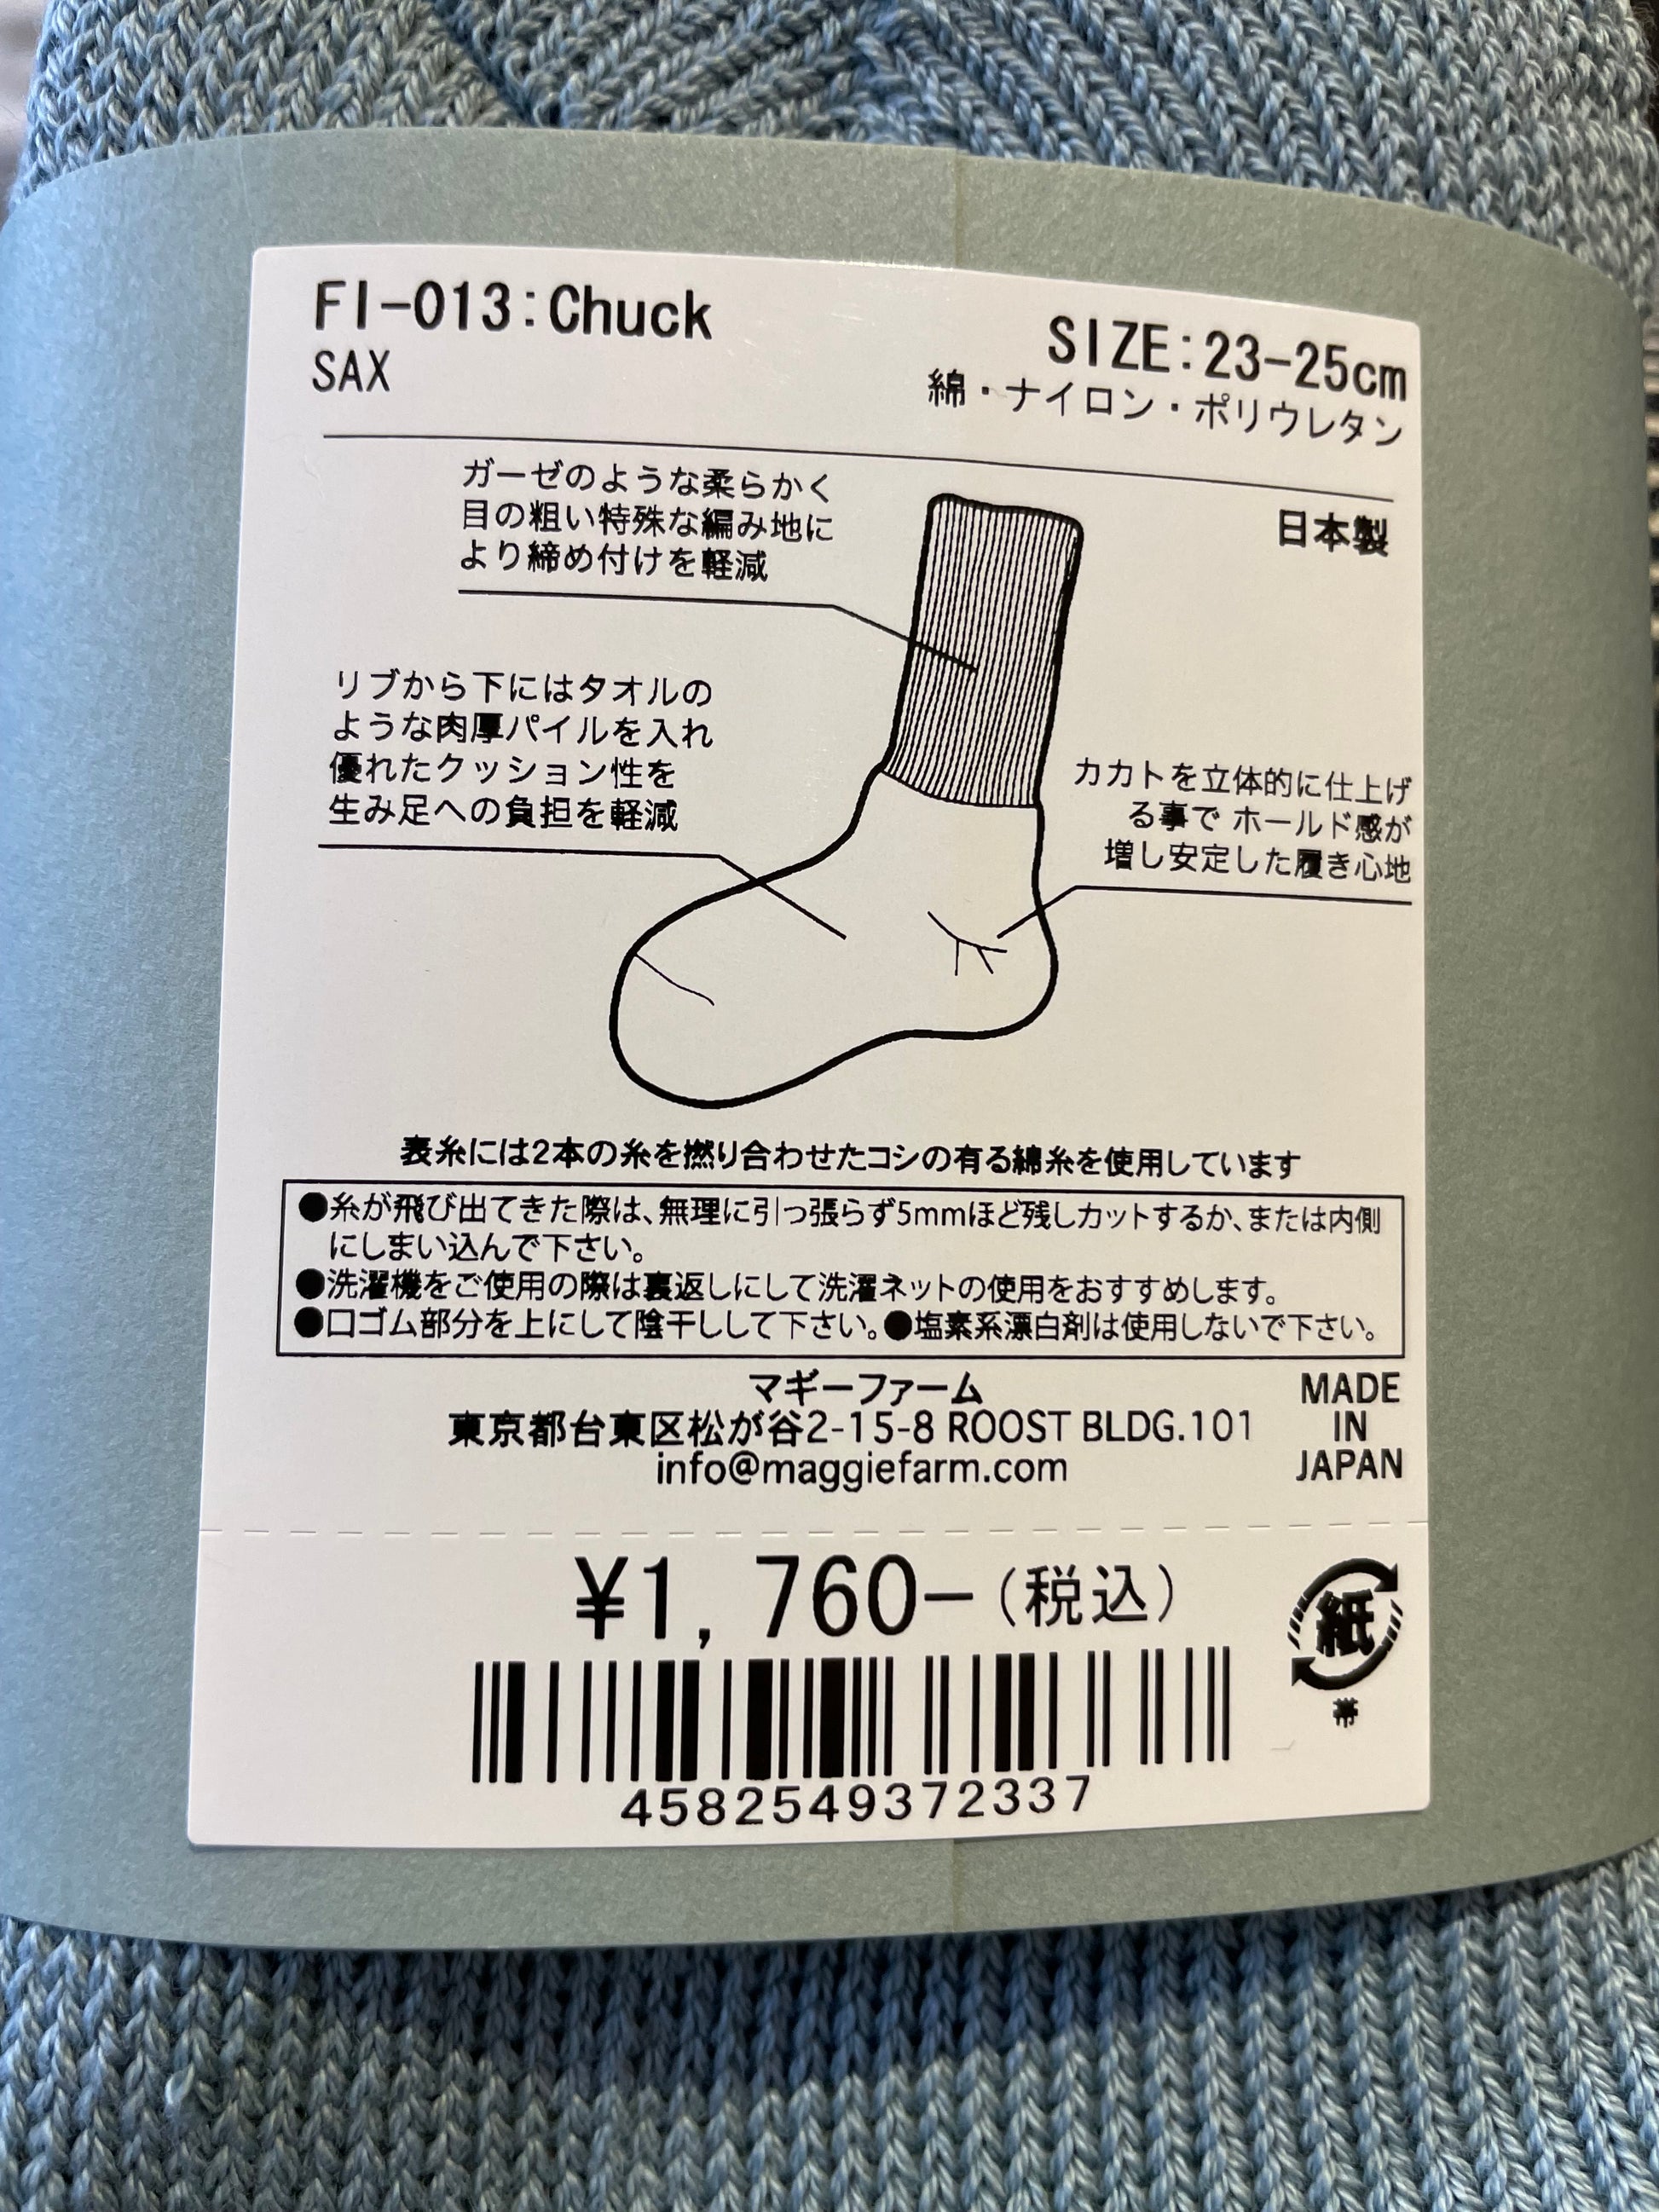 FI-013:Chuck
SAX
SIZE:23-25cm
綿・ナイロン・ポリウレタン
ガーゼのような柔らかく
目の粗い特殊な編み地に
より締め付けを軽減
日本製
リブから下にはタオルの
ような肉厚パイルを入れ
優れたクッション性を
生み足への負担を軽減
カカトを立体的に仕上げ
る事で ホールド感が
増し安定した履き心地
表糸には2本の糸を撚り合わせたコシの有る綿糸を使用しています
●糸が飛び出てきた際は、無理に引っ張らず5mmほど残しカットするか、または内側
にしまい込んで下さい。
●洗濯機をご使用の際は裏返しにして洗濯ネットの使用をおすすめします。
●口ゴム部分を上にして陰干しして下さい。●塩素系漂白剤は使用しないで下さい。
マギーファーム
東京都台東区松が谷2-15-8 ROOST BLDG.101
info@maggiefarm.com
MADE
IN
JAPAN
¥1,760-(税込)
紙
帯
4582549372337